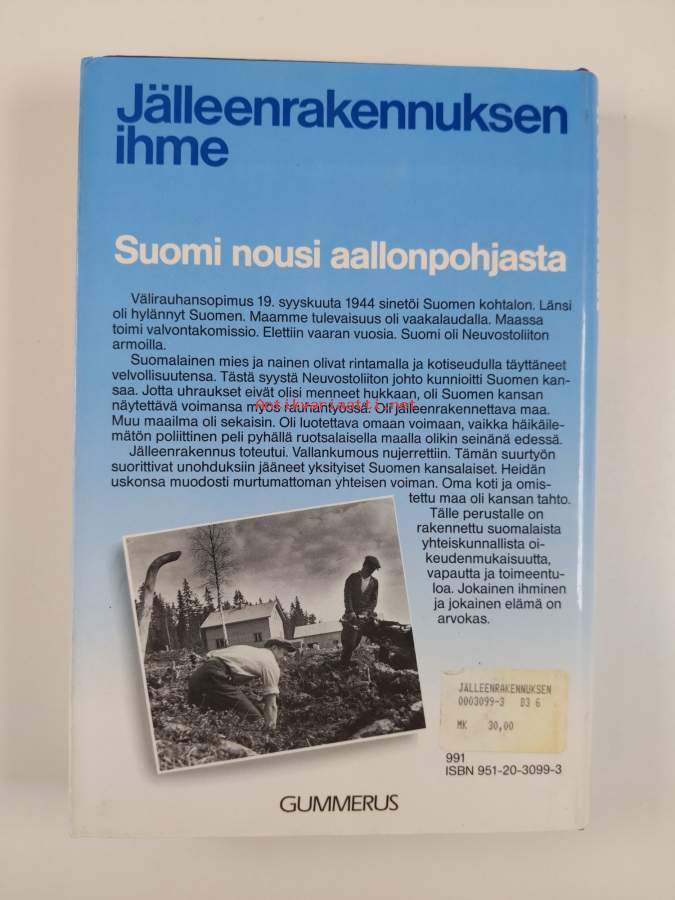 Jälleenrakennuksen
ihme
Suomi nousi aallonpohjasta
Välirauhansopimus 19. syyskuuta 1944 sinetöi Suomen kohtalon. Länsi
oli hylännyt Suomen. Maamme tulevaisuus oli vaakalaudalla. Maassa
toimi valvontakomissio. Elettiin vaaran vuosia. Suomi oli Neuvostoliiton
armoilla.
Suomalainen mies ja nainen olivat rintamalla ja kotiseudulla täyttäneet
velvollisuutensa. Tästä syystä Neuvostoliiton johto kunnioitti Suomen kan-
saa. Jotta uhraukset eivät olisi menneet hukkaan, oli Suomen kansan
näytettävä voimansa myös rauhantyössä. Oli jälleenrakennettava maa.
antikvariaatti.net
Muu maailma oli sekaisin. Oli luotettava omaan voimaan, vaikka häikäile-
mätön poliittinen peli pyhällä ruotsalaisella maalla olikin seinänä edessä.
Jälleenrakennus toteutui. Vallankumous nujerrettiin. Tämän suurtyön
suorittivat unohduksiin jääneet yksityiset Suomen kansalaiset. Heidän
uskonsa muodosti murtumattoman yhteisen voiman. Oma koti ja omis-
tettu maa oli kansan tahto.
Tälle perustalle on
rakennettu suomalaista
yhteiskunnallista oi-
keudenmukaisuutta,
vapautta ja toimeentu-
loa. Jokainen ihminen
ja jokainen elämä on
arvokas.
JÄLLEENRAKENNUKSEN
0003099-3 D3 6
MK 30,00
991
ISBN 951-20-3099-3
GUMMERUS